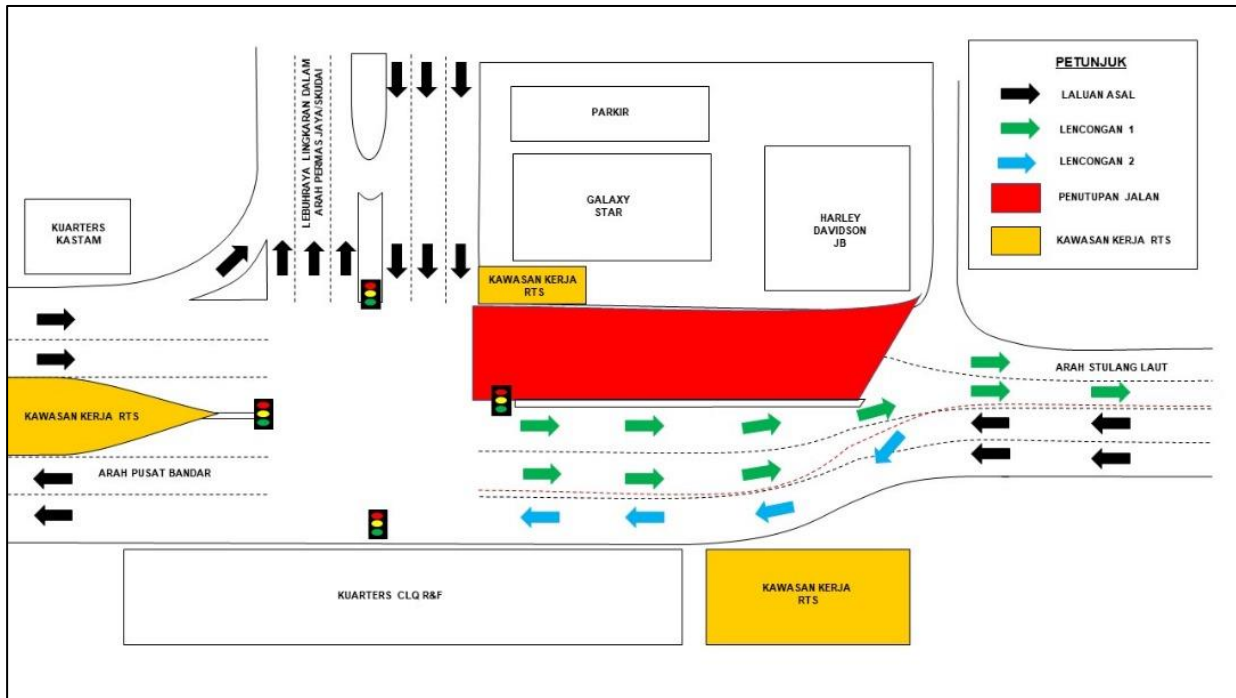 LEBUHRAYA LINGKARAN DALAM
ARAH PERMAS JAYA/SKUDAI
PARKIR
GALAXY
STAR
HARLEY
DAVIDSON
JB
KUARTERS
KASTAM
KAWASAN KERJA
RTS
PETUNJUK
LALUAN ASAL
LENCONGAN 1
LENCONGAN 2
PENUTUPAN JALAN
KAWASAN KERJA RTS
KAWASAN KERJA RTS
ARAH STULANG LAUT
ARAH PUSAT BANDAR
KUARTERS CLQ R&F
KAWASAN KERJA
RTS